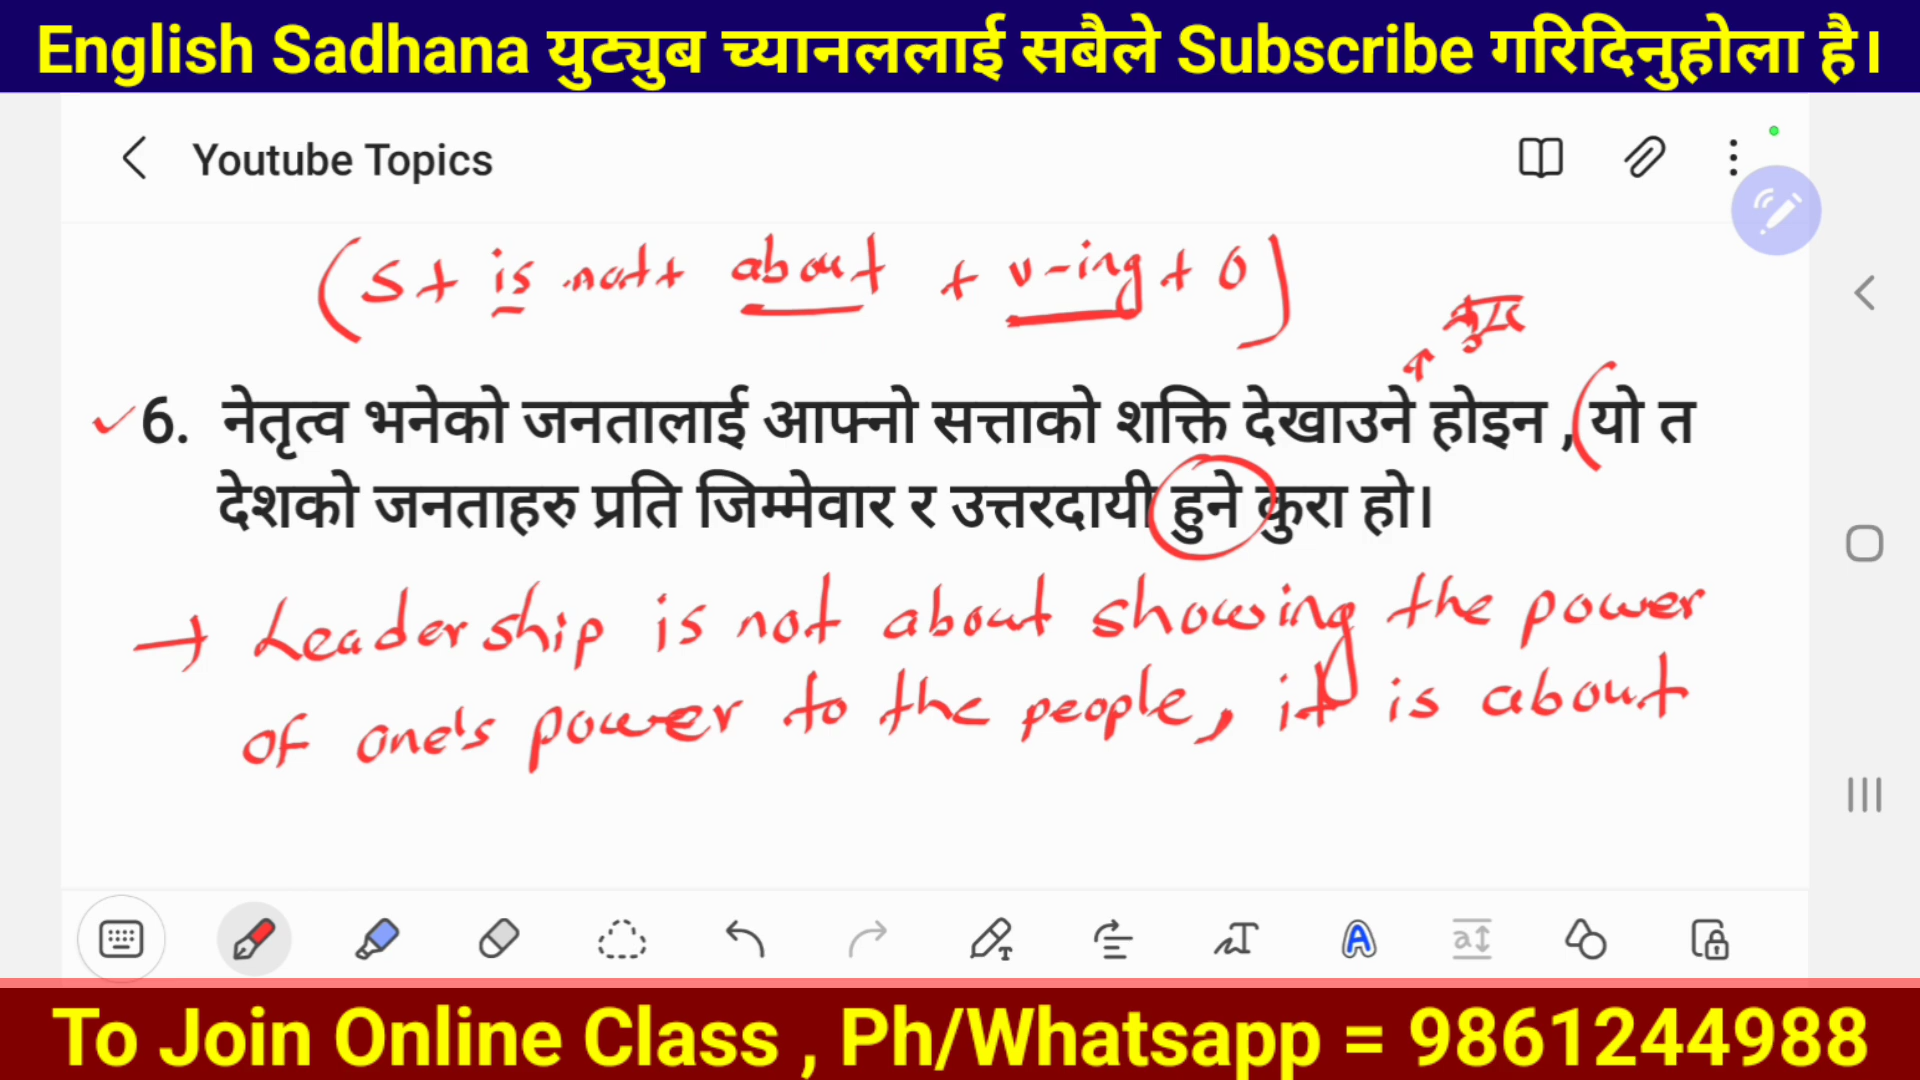 English Sadhana युट्युब च्यानललाई सबैले Subscribe गरिदिनुहोला है।
Youtube Topics
(S + is not + about + v-ing + O)
कुरा
6. नेतृत्व भनेको जनतालाई आफ्नो सत्ताको शक्ति देखाउने होइन , (यो त
देशको जनताहरु प्रति जिम्मेवार र उत्तरदायी हुने कुरा हो।
→ Leadership is not about showing the power
of one's power to the people, it is about
To Join Online Class , Ph/Whatsapp = 9861244988